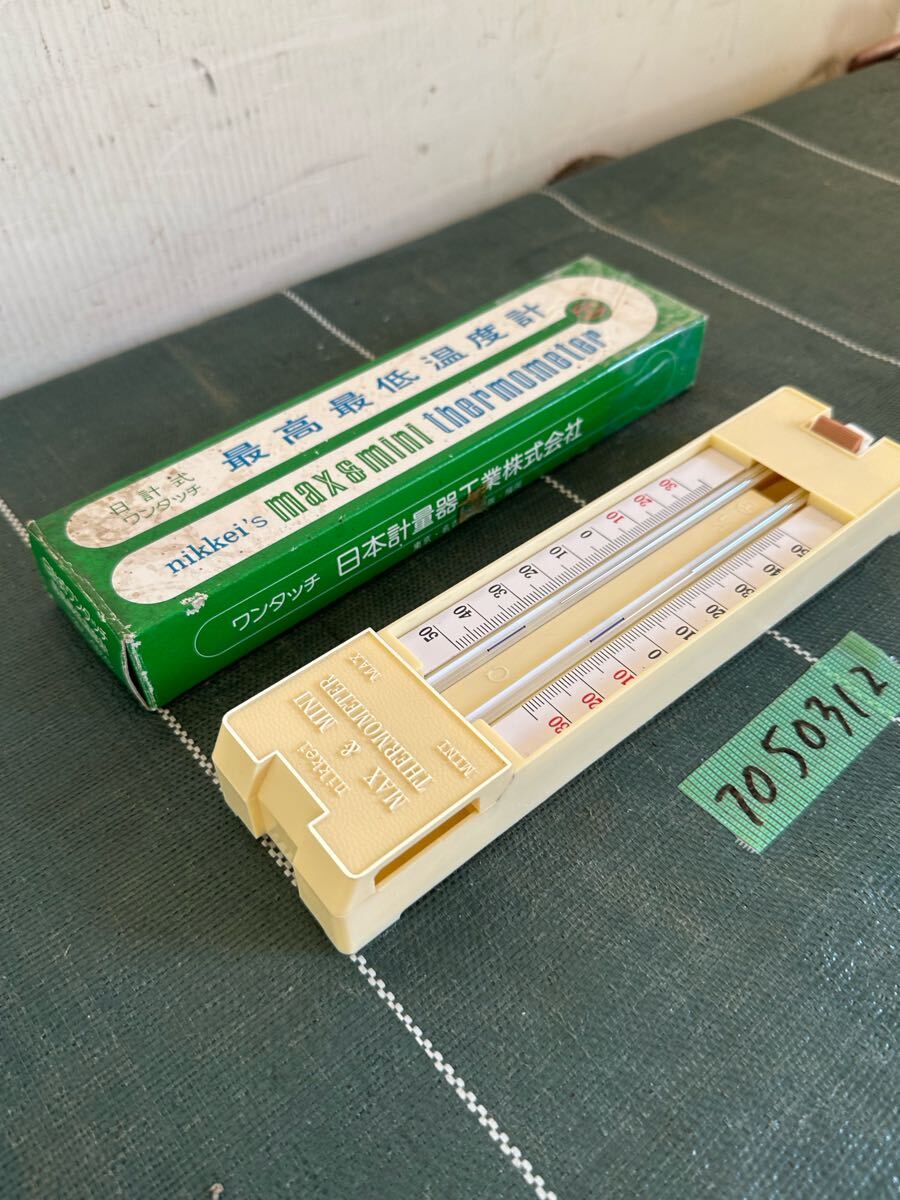 日計式
ワンタッチ
最高最低温度計
nikkei's max&mini thermometer
ワンタッチ 日本計量器工業株式会社
50 40 30 20 10 0 10 20 30
30 20 10 0 10 20 30 40 50
MAX
MINI
nikkei
MAX & MINI
THERMOMETER
7050312